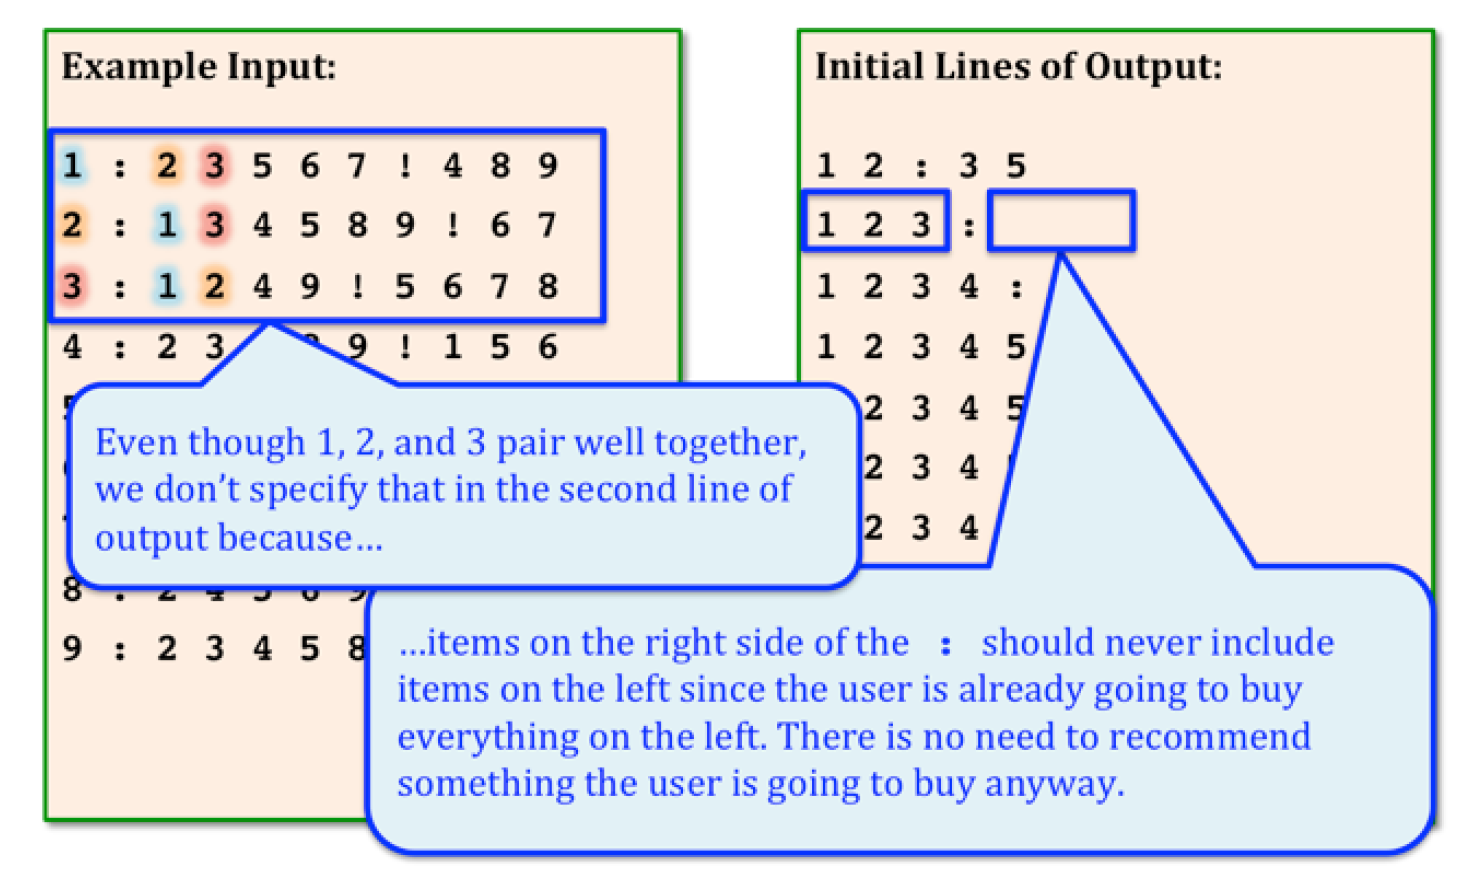 Example Input:
1 : 2 3 5 6 7 ! 4 8 9
2 : 1 3 4 5 8 9 ! 6 7
3 : 1 2 4 9 ! 5 6 7 8
4 : 2 3 9 ! 1 5 6
9 : 2 3 4 5 8
Even though 1, 2, and 3 pair well together,
we don't specify that in the second line of
output because…
Initial Lines of Output:
1 2 : 3 5
1 2 3 :
1 2 3 4 :
1 2 3 4 5
2 3 4 5
2 3 4
2 3 4
…items on the right side of the : should never include
items on the left since the user is already going to buy
everything on the left. There is no need to recommend
something the user is going to buy anyway.